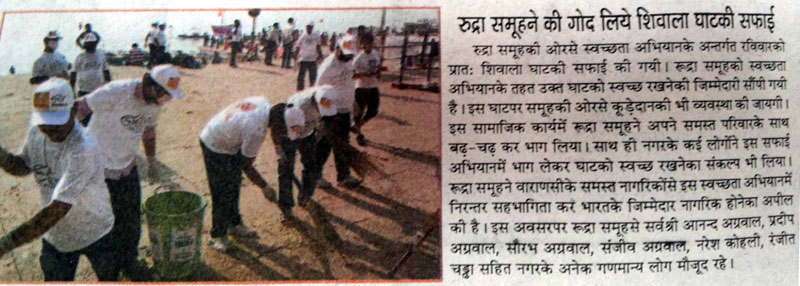 रुद्रा समूहने की गोद लिये शिवाला घाटकी सफाई
रुद्रा समूहकी ओरसे स्वच्छता अभियानके अन्तर्गत रविवारको
प्रातः शिवाला घाटकी सफाई की गयी। रूद्रा समूहको स्वच्छता
अभियानके तहत उक्त घाटको स्वच्छ रखनेकी जिम्मेदारी सौंपी गयी
है। इस घाटपर समूहकी ओरसे कूड़ेदानकी भी व्यवस्था की जायगी।
इस सामाजिक कार्यमें रूद्रा समूहने अपने समस्त परिवारके साथ
बढ़-चढ़ कर भाग लिया। साथ ही नगरके कई लोगोंने इस सफाई
अभियानमें भाग लेकर घाटको स्वच्छ रखनेका संकल्प भी लिया।
रूद्रा समूहने वाराणसीके समस्त नागरिकोंसे इस स्वच्छता अभियानमें
निरन्तर सहभागिता कर भारतके जिम्मेदार नागरिक होनेका अपील
की है। इस अवसरपर रूद्रा समूहसे सर्वश्री आनन्द अग्रवाल, प्रदीप
अग्रवाल, सौरभ अग्रवाल, संजीव अग्रवाल, नरेश कोहली, रंजीत
चड्ढा सहित नगरके अनेक गणमान्य लोग मौजूद रहे।